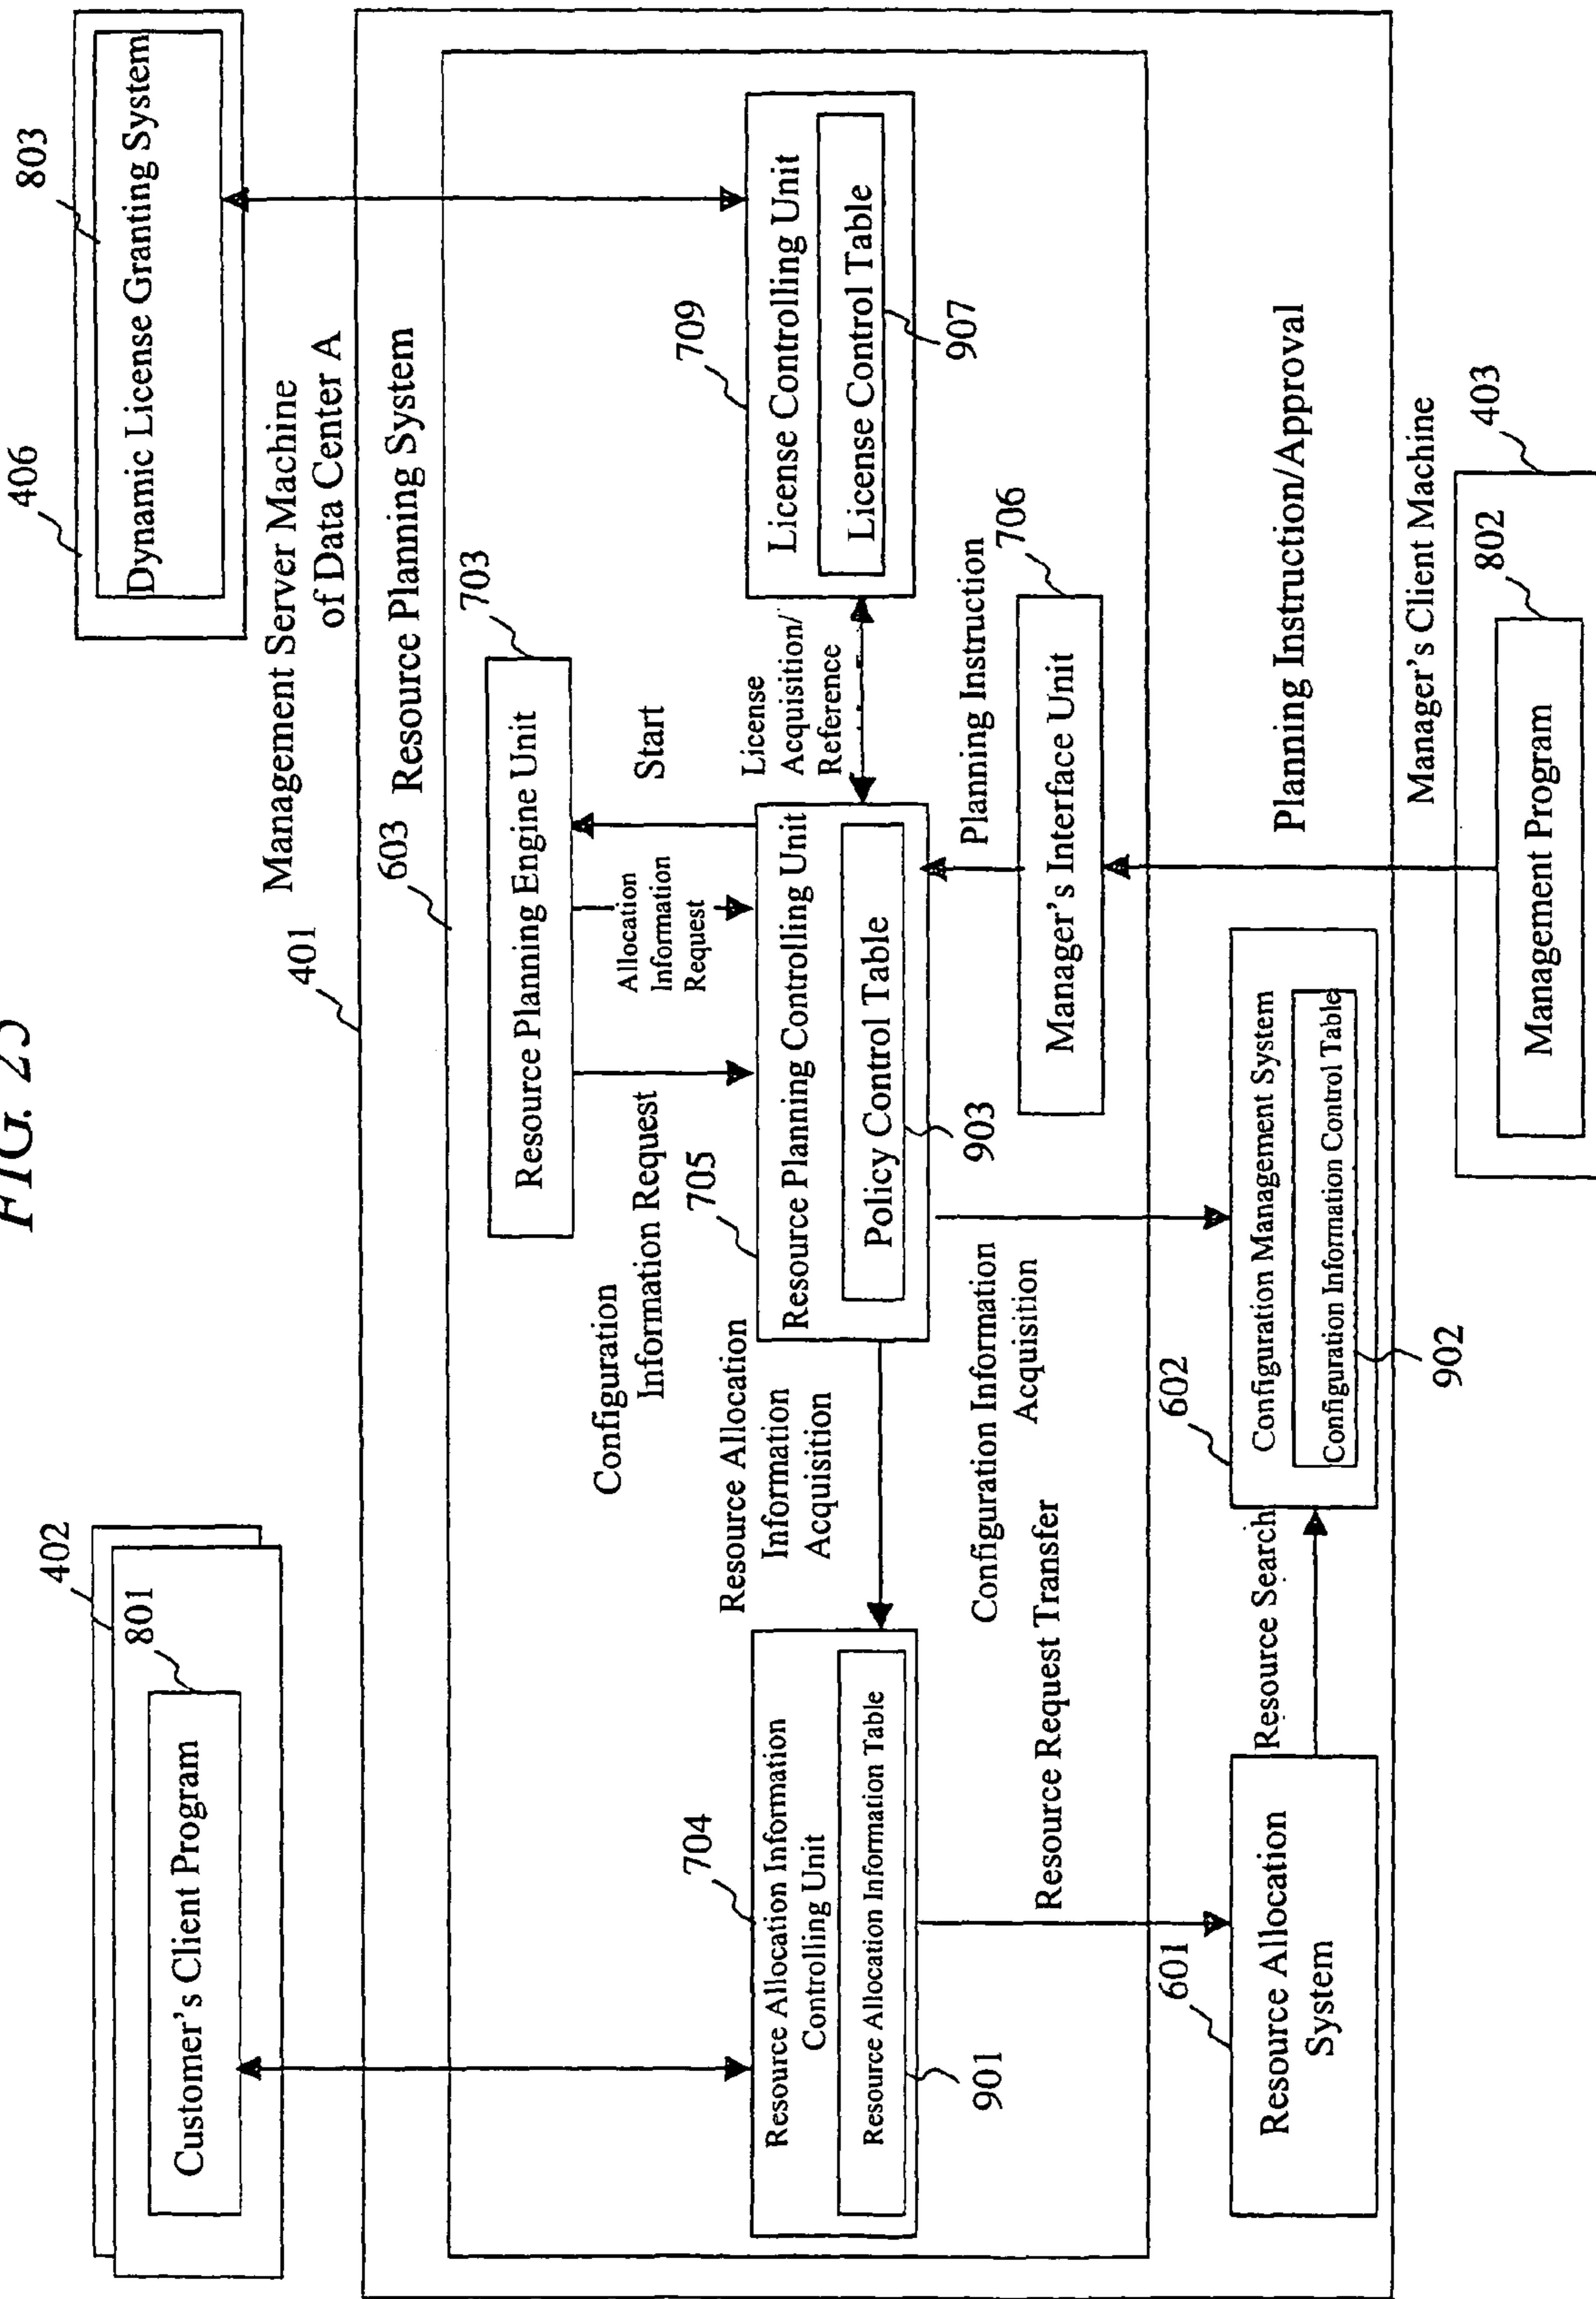 FIG. 25
402
801
Customer's Client Program
406
803
Dynamic License Granting System
401
Management Server Machine
of Data Center A
603
Resource Planning System
703
Resource Planning Engine Unit
Configuration
Information Request
Allocation
Information
Request
Start
704
Resource Allocation Information
Controlling Unit
Resource Allocation Information Table
901
Resource Allocation
Information
Acquisition
705
Resource Planning Controlling Unit
Policy Control Table
903
License
Acquisition/
Reference
709
License Controlling Unit
License Control Table
907
Configuration Information
Acquisition
Planning Instruction
706
Manager's Interface Unit
Resource Request Transfer
601
Resource Allocation
System
Resource Search
602
Configuration Management System
Configuration Information Control Table
902
Planning Instruction/Approval
Manager's Client Machine
403
802
Management Program